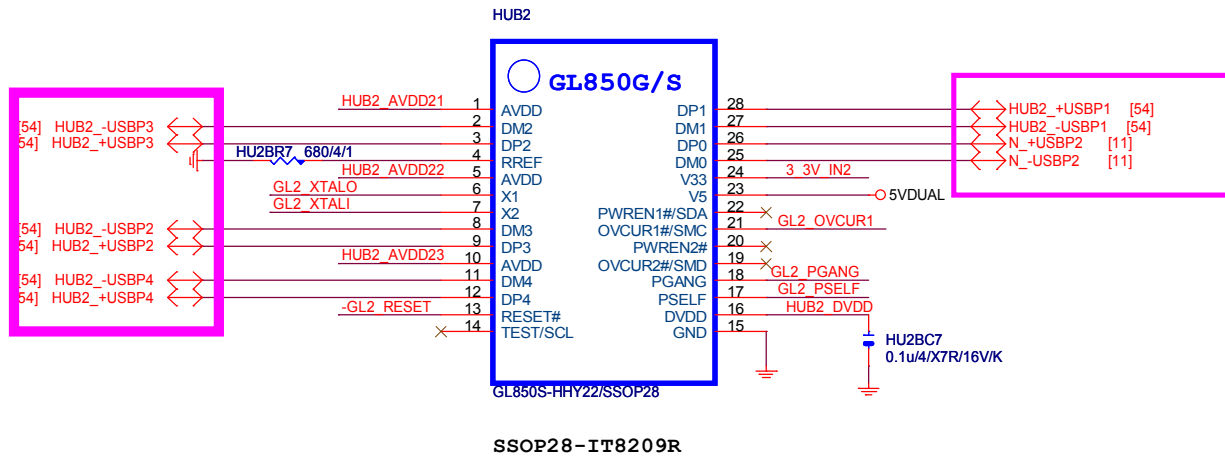 HUB2
GL850G/S
HUB2_AVDD21 1 AVDD DP1 28 HUB2_+USBP1 [54]
54] HUB2_-USBP3 2 DM2 DM1 27 HUB2_-USBP1 [54]
54] HUB2_+USBP3 3 DP2 DP0 26 N_+USBP2 [11]
HU2BR7 680/4/1 4 RREF DM0 25 N_-USBP2 [11]
HUB2_AVDD22 5 AVDD V33 24 3_3V_IN2
GL2_XTALO 6 X1 V5 23 5VDUAL
GL2_XTALI 7 X2 PWREN1#/SDA 22
54] HUB2_-USBP2 8 DM3 OVCUR1#/SMC 21 GL2_OVCUR1
54] HUB2_+USBP2 9 DP3 PWREN2# 20
HUB2_AVDD23 10 AVDD OVCUR2#/SMD 19
54] HUB2_-USBP4 11 DM4 PGANG 18 GL2_PGANG
54] HUB2_+USBP4 12 DP4 PSELF 17 GL2_PSELF
-GL2_RESET 13 RESET# DVDD 16 HUB2_DVDD
14 TEST/SCL GND 15
HU2BC7
0.1u/4/X7R/16V/K
GL850S-HHY22/SSOP28
SSOP28-IT8209R